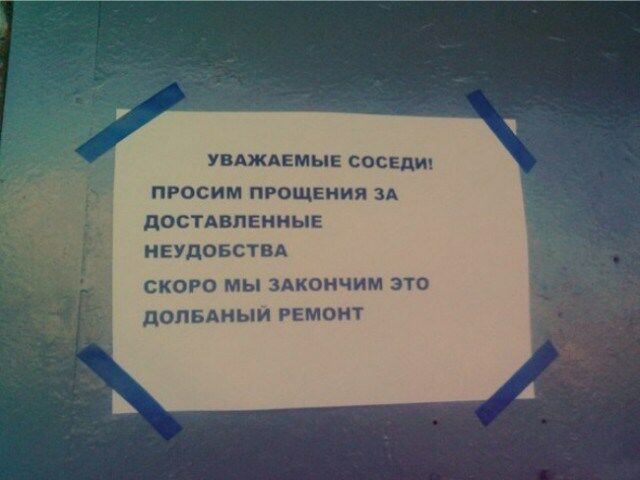 УВАЖАЕМЫЕ СОСЕДИ!
ПРОСИМ ПРОЩЕНИЯ ЗА
ДОСТАВЛЕННЫЕ
НЕУДОБСТВА
СКОРО МЫ ЗАКОНЧИМ ЭТО
ДОЛБАНЫЙ РЕМОНТ